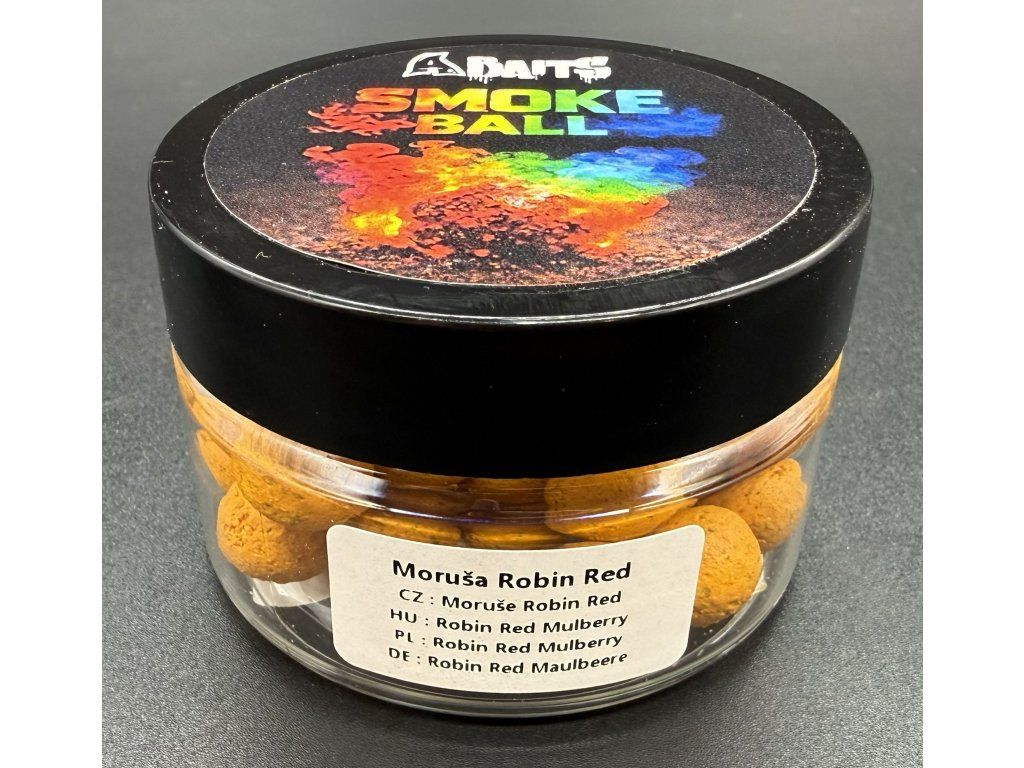 A.BAITS
SMOKE
BALL
Moruša Robin Red
CZ : Moruše Robin Red
HU : Robin Red Mulberry
PL : Robin Red Mulberry
DE : Robin Red Maulbeere